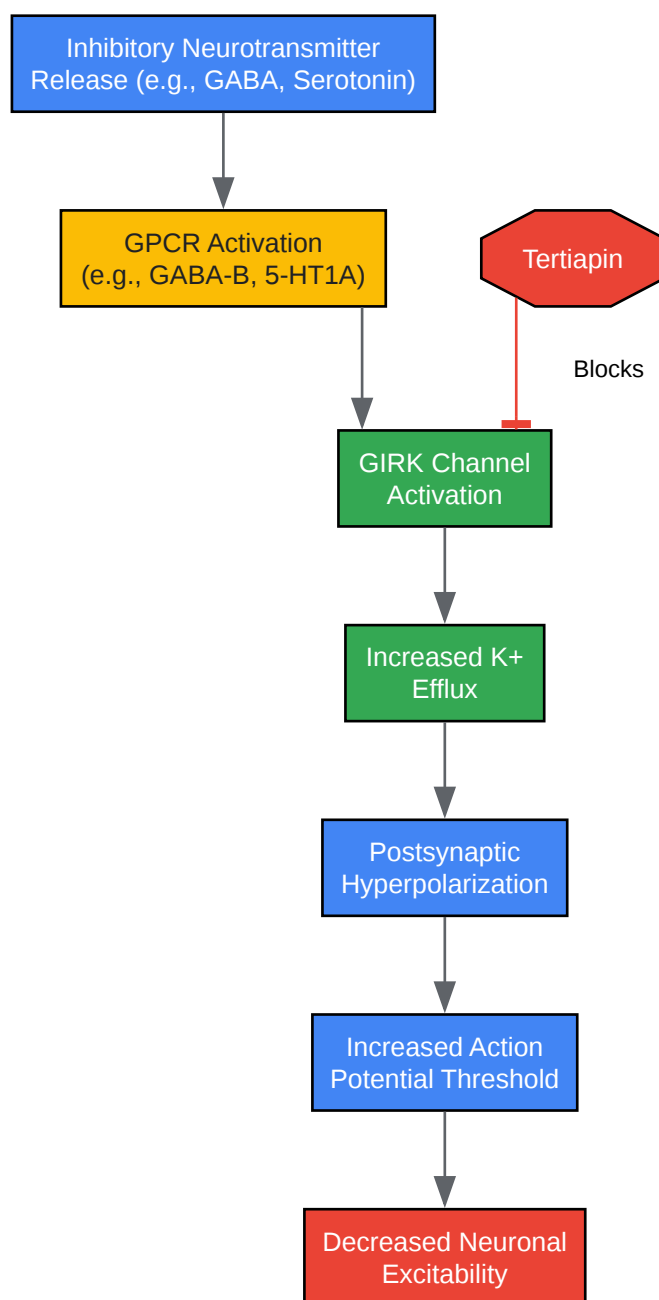 Inhibitory Neurotransmitter
Release (e.g., GABA, Serotonin)
GPCR Activation
(e.g., GABA-B, 5-HT1A)
Tertiapin
Blocks
GIRK Channel
Activation
Increased K+
Efflux
Postsynaptic
Hyperpolarization
Increased Action
Potential Threshold
Decreased Neuronal
Excitability